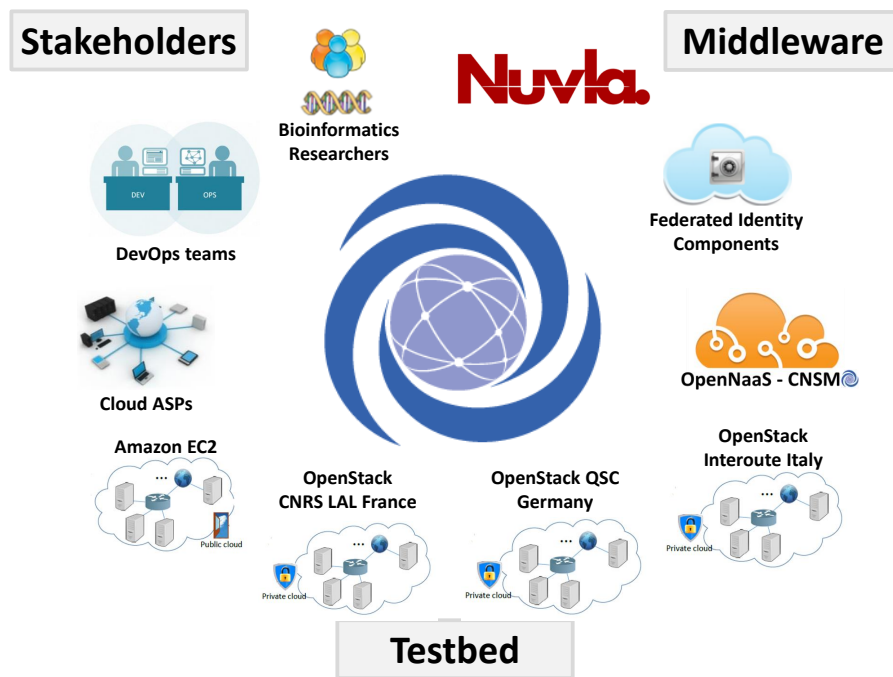 Stakeholders
Nuvla.
Middleware
Bioinformatics
Researchers
DEV
OPS
DevOps teams
Federated Identity
Components
Cloud ASPs
OpenNaaS - CNSM
Amazon EC2
...
Public cloud
OpenStack
CNRS LAL France
...
Private cloud
OpenStack QSC
Germany
...
Private cloud
OpenStack
Interoute Italy
...
Private cloud
Testbed